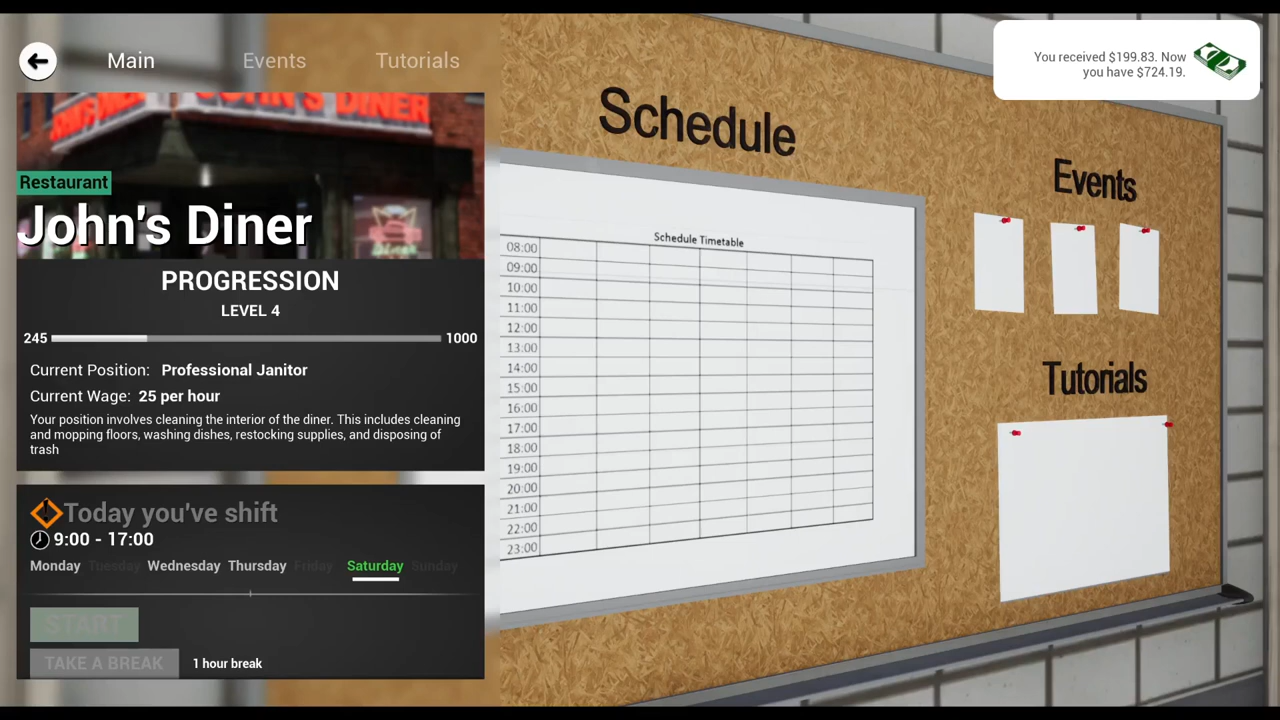 Main
Events
Tutorials
JOHN'S DINER
Restaurant
John's Diner
PROGRESSION
LEVEL 4
245
1000
Current Position: Professional Janitor
Current Wage: 25 per hour
Your position involves cleaning the interior of the diner. This includes cleaning
and mopping floors, washing dishes, restocking supplies, and disposing of
trash
Today you've shift
9:00 - 17:00
Monday Tuesday Wednesday Thursday Friday Saturday Sunday
START
TAKE A BREAK
1 hour break
You received $199.83. Now
you have $724.19.
Schedule
Schedule Timetable
08:00
09:00
10:00
11:00
12:00
13:00
14:00
15:00
16:00
17:00
18:00
19:00
20:00
21:00
22:00
23:00
Events
Tutorials